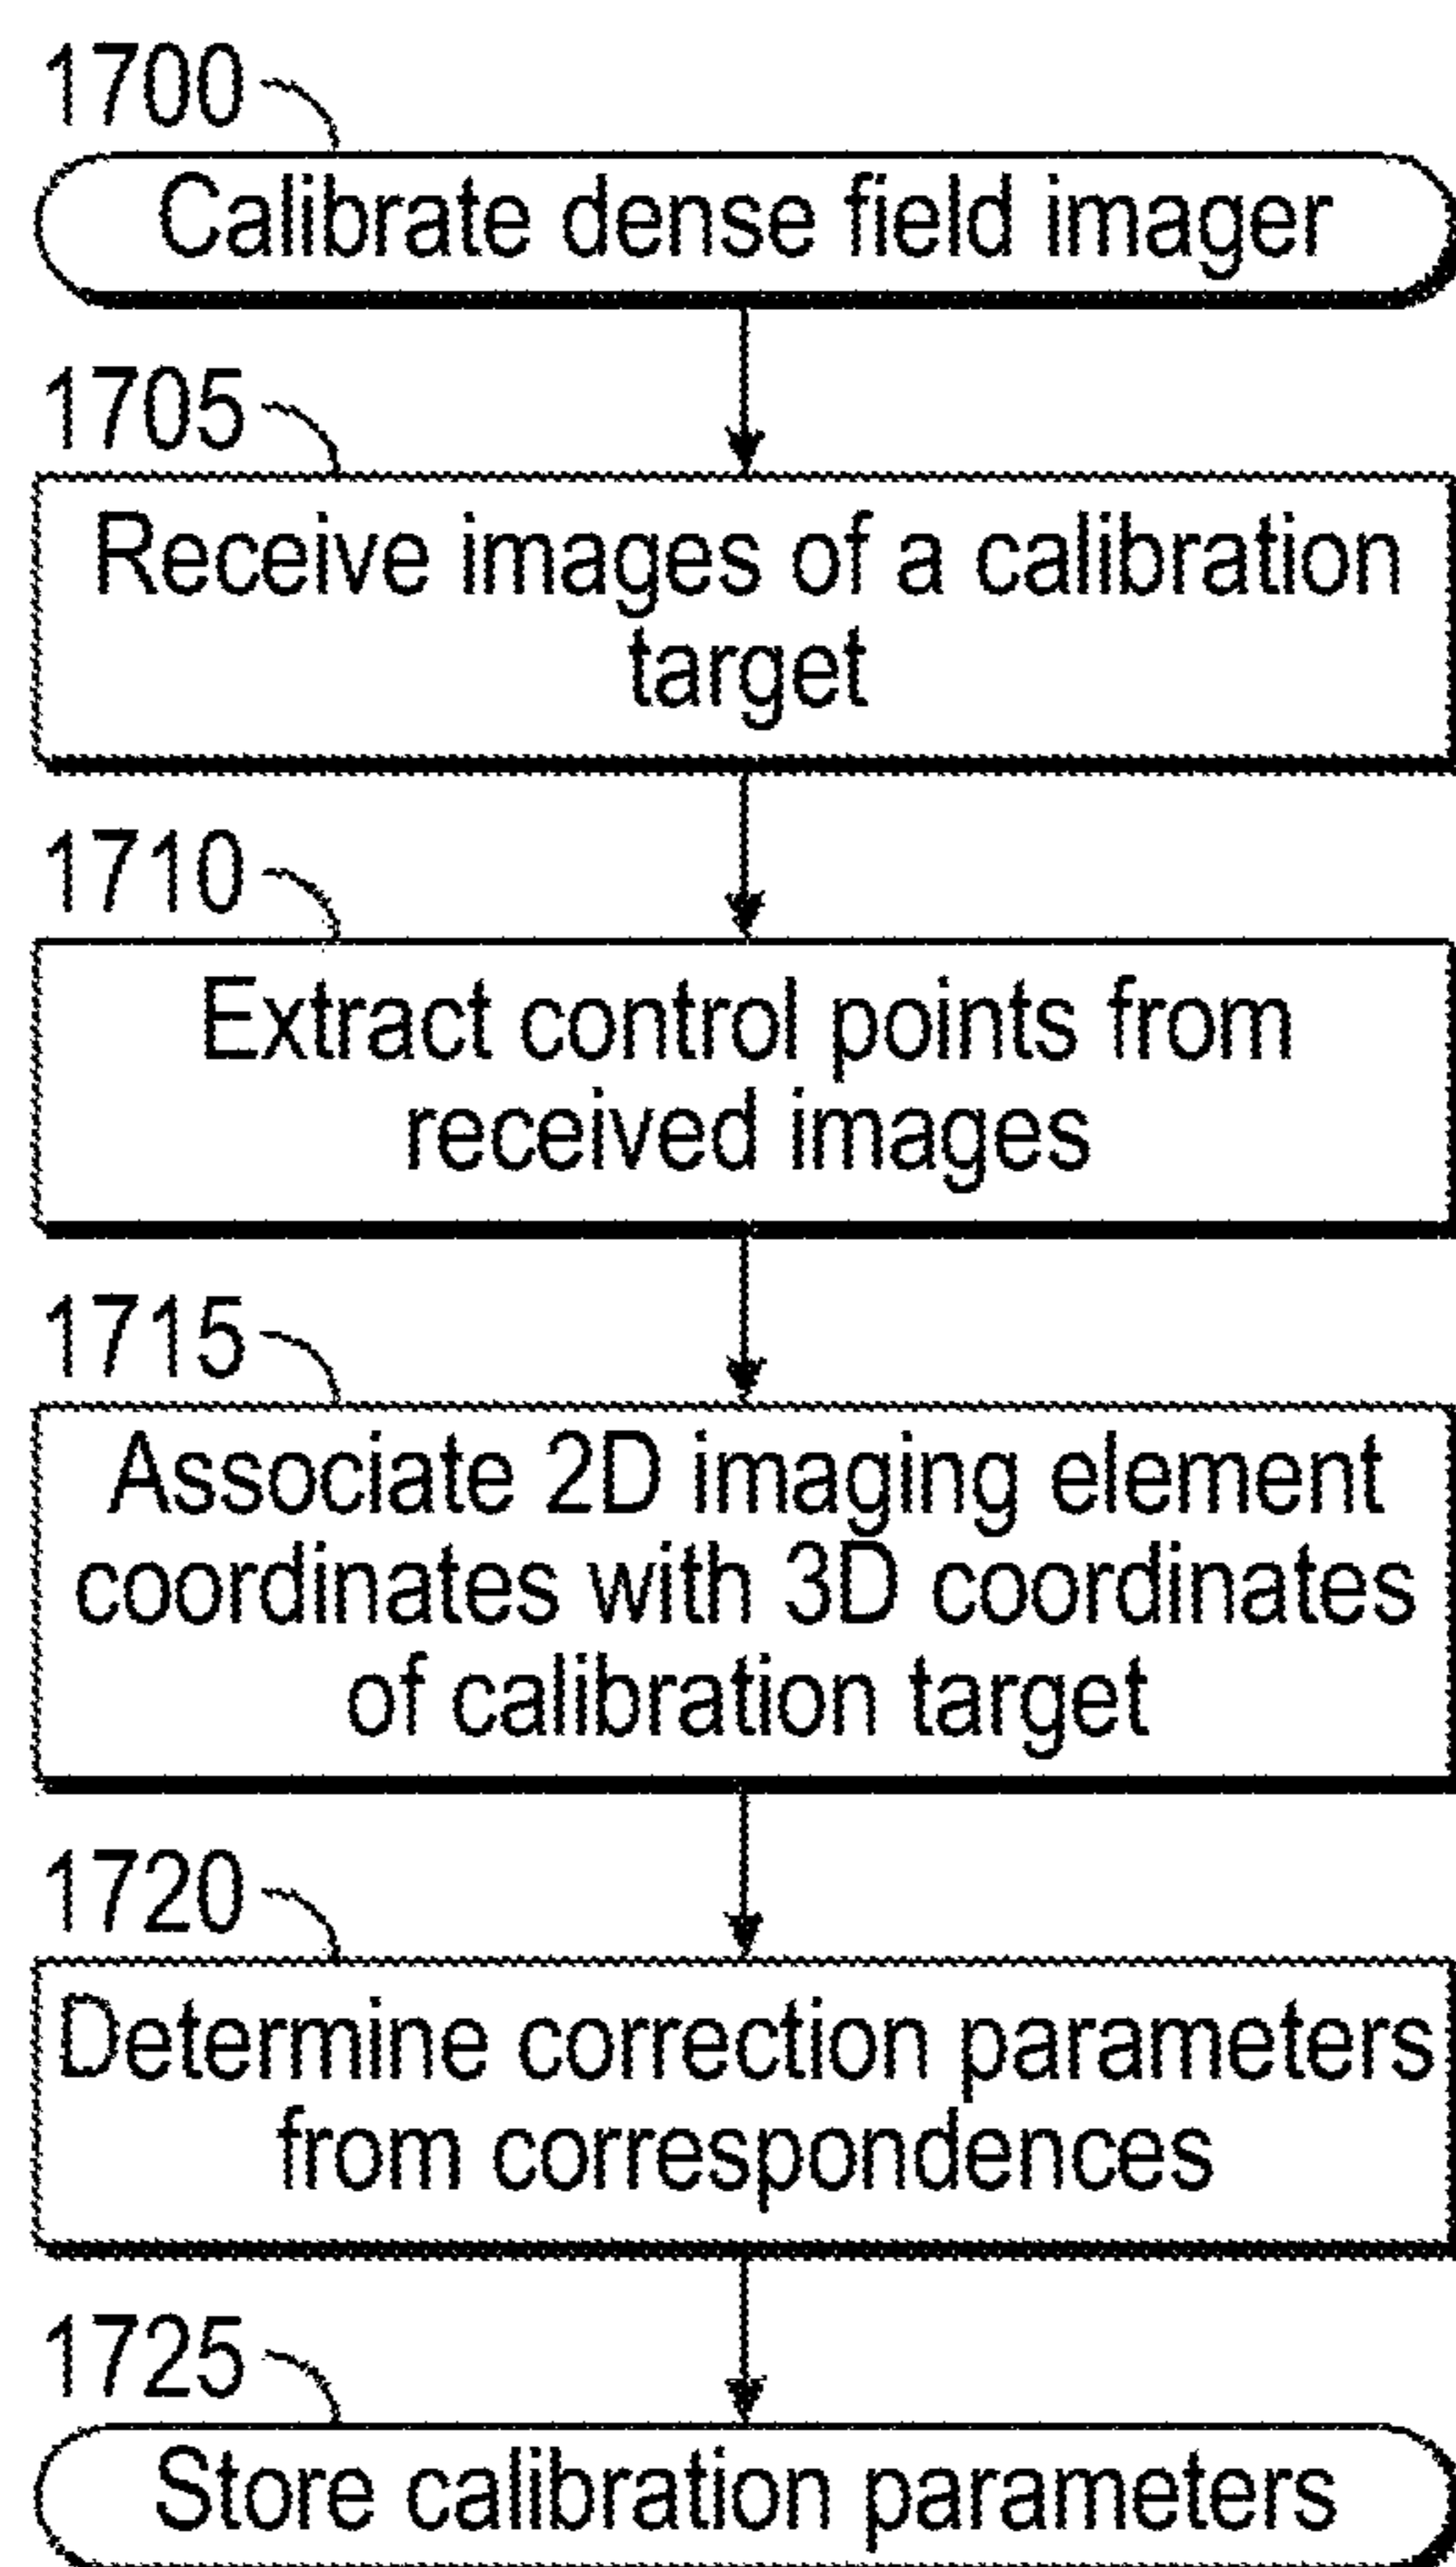 1700
Calibrate dense field imager
1705
Receive images of a calibration
target
1710
Extract control points from
received images
1715
Associate 2D imaging element
coordinates with 3D coordinates
of calibration target
1720
Determine correction parameters
from correspondences
1725
Store calibration parameters